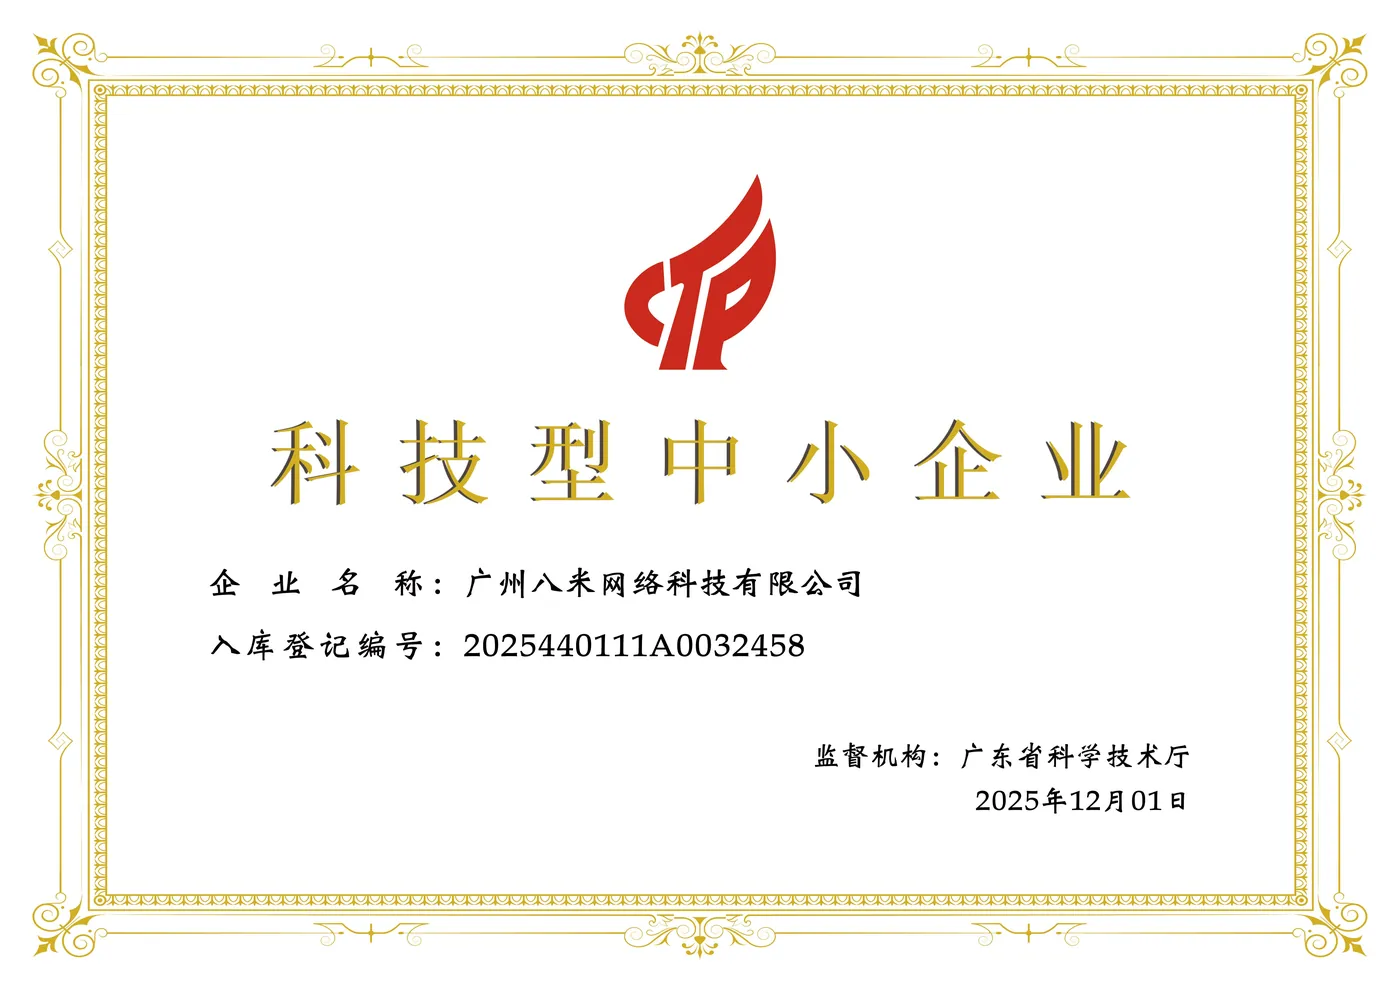 CTP
科技型中小企业
企业名称：广州八米网络科技有限公司
入库登记编号：2025440111A0032458
监督机构：广东省科学技术厅
2025年12月01日